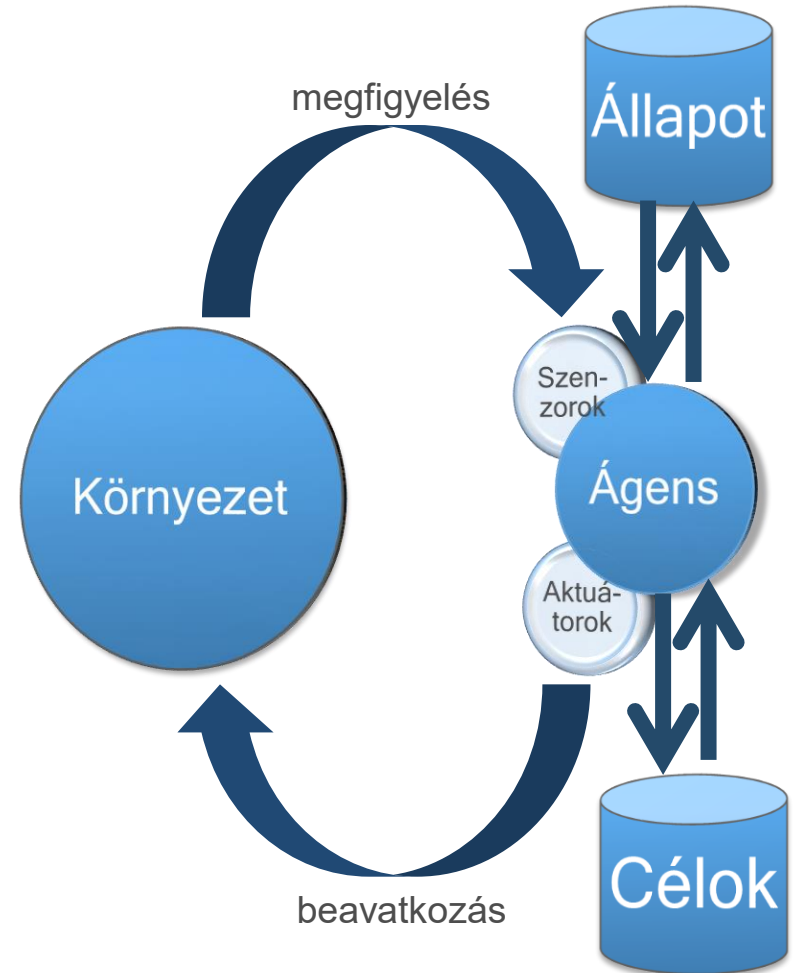 megfigyelés
Állapot
Szen-
zorok
Környezet
Ágens
Aktuá-
torok
Célok
beavatkozás